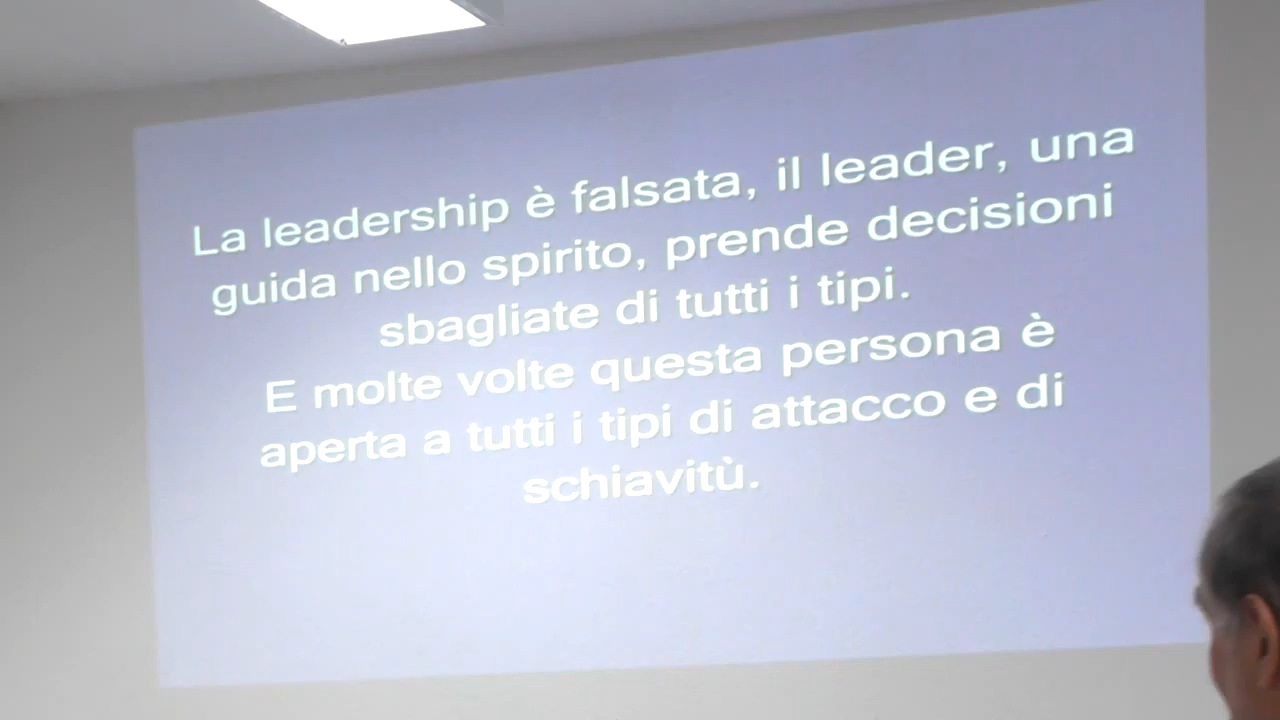 La leadership è falsata, il leader, una
guida nello spirito, prende decisioni
sbagliate di tutti i tipi.
E molte volte questa persona è
aperta a tutti i tipi di attacco e di
schiavitù.